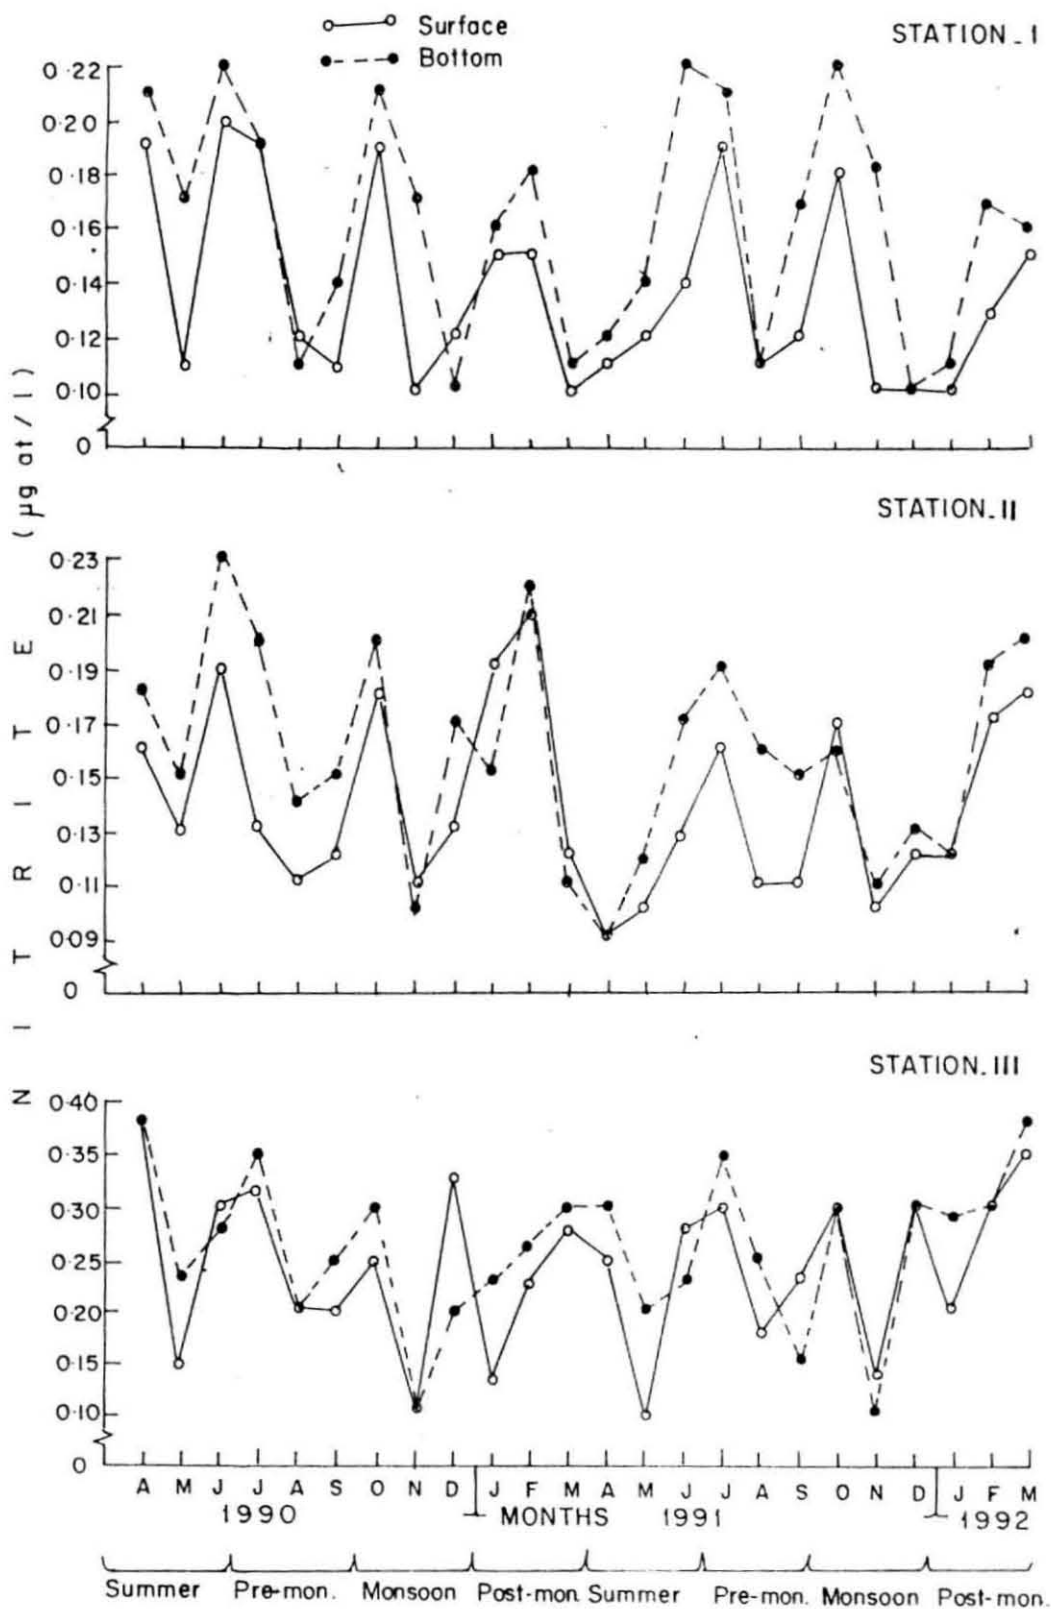 Surface
Bottom
STATION_I
0.22
0.20
0.18
0.16
0.14
0.12
0.10
0
STATION_II
0.23
0.21
0.19
0.17
0.15
0.13
0.11
0.09
0
STATION_III
0.40
0.35
0.30
0.25
0.20
0.15
0.10
0
NITRITE (µg at/l)
A M J J A S O N D J F M A M J J A S O N D J F M
1990 MONTHS 1991 1992
Summer Pre-mon. Monsoon Post-mon. Summer Pre-mon. Monsoon Post-mon.